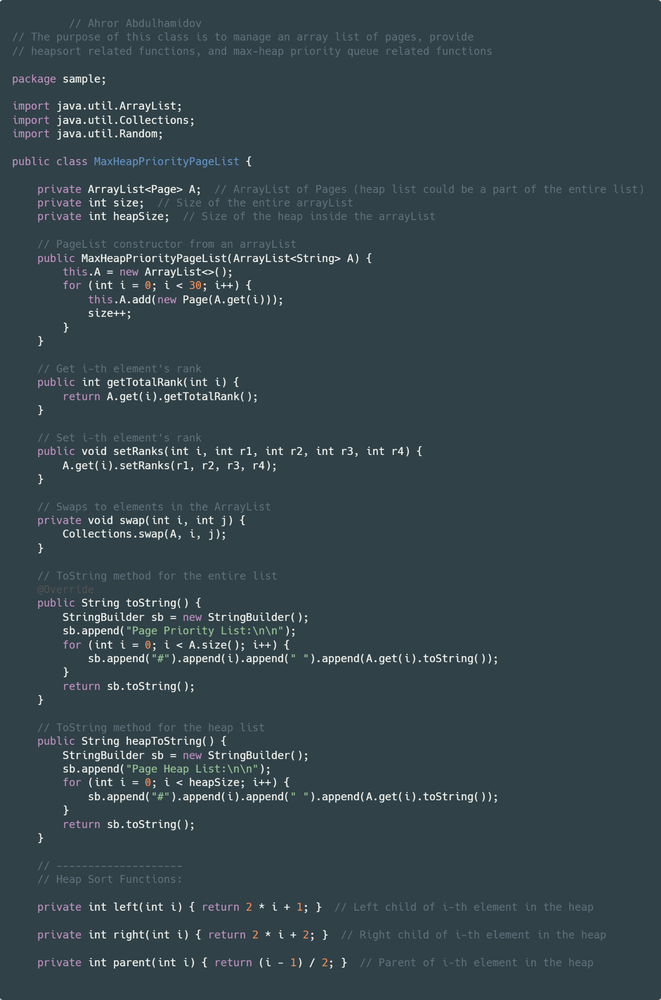 // Ahror Abdulhamidov
// The purpose of this class is to manage an array list of pages, provide
// heapsort related functions, and max-heap priority queue related functions

package sample;

import java.util.ArrayList;
import java.util.Collections;
import java.util.Random;

public class MaxHeapPriorityPageList {

    private ArrayList<Page> A;  // ArrayList of Pages (heap list could be a part of the entire list)
    private int size;  // Size of the entire arrayList
    private int heapSize;  // Size of the heap inside the arrayList

    // PageList constructor from an arrayList
    public MaxHeapPriorityPageList(ArrayList<String> A) {
        this.A = new ArrayList<>();
        for (int i = 0; i < 30; i++) {
            this.A.add(new Page(A.get(i)));
            size++;
        }
    }

    // Get i-th element's rank
    public int getTotalRank(int i) {
        return A.get(i).getTotalRank();
    }

    // Set i-th element's rank
    public void setRanks(int i, int r1, int r2, int r3, int r4) {
        A.get(i).setRanks(r1, r2, r3, r4);
    }

    // Swaps to elements in the ArrayList
    private void swap(int i, int j) {
        Collections.swap(A, i, j);
    }

    // ToString method for the entire list
    @Override
    public String toString() {
        StringBuilder sb = new StringBuilder();
        sb.append("Page Priority List:\n\n");
        for (int i = 0; i < A.size(); i++) {
            sb.append("#").append(i).append(" ").append(A.get(i).toString());
        }
        return sb.toString();
    }

    // ToString method for the heap list
    public String heapToString() {
        StringBuilder sb = new StringBuilder();
        sb.append("Page Heap List:\n\n");
        for (int i = 0; i < heapSize; i++) {
            sb.append("#").append(i).append(" ").append(A.get(i).toString());
        }
        return sb.toString();
    }

    // --------------------
    // Heap Sort Functions:

    private int left(int i) { return 2 * i + 1; }  // Left child of i-th element in the heap

    private int right(int i) { return 2 * i + 2; }  // Right child of i-th element in the heap

    private int parent(int i) { return (i - 1) / 2; }  // Parent of i-th element in the heap